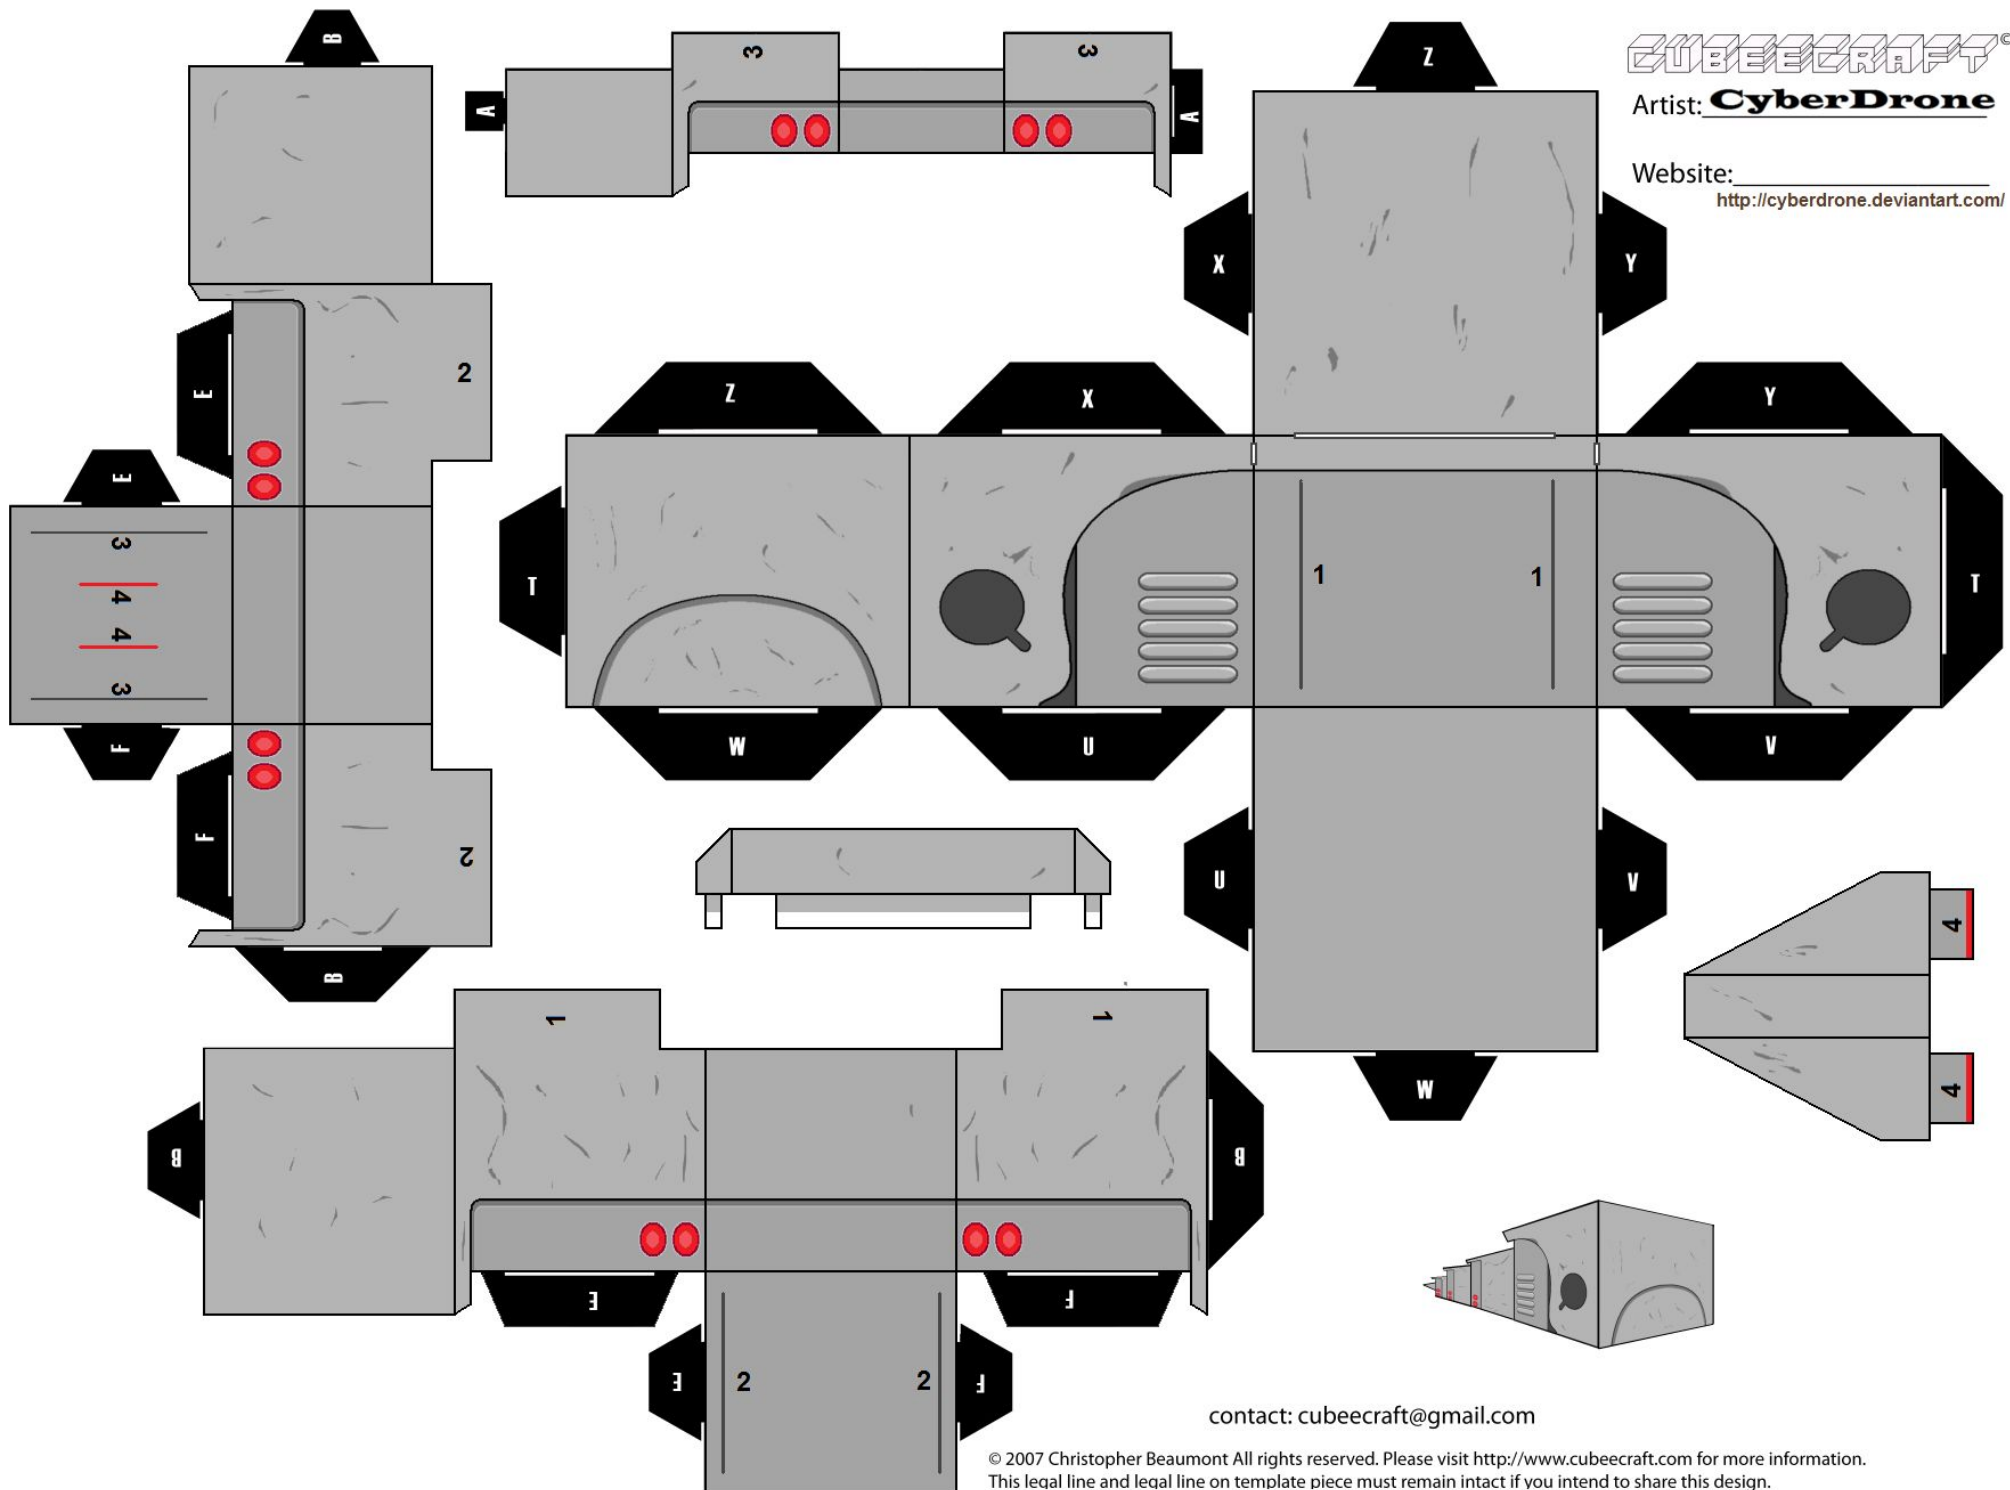 B
3
3
A
A
Z
CUBEECRAFT©
Artist: CyberDrone
Website:
http://cyberdrone.deviantart.com/
X
Y
2
E
Z
X
Y
E
3
4
4
3
T
1
1
T
F
W
U
V
F
2
U
V
B
4
1
1
W
4
B
B
E
F
E
2
2
F
contact: cubeecraft@gmail.com
© 2007 Christopher Beaumont All rights reserved. Please visit http://www.cubeecraft.com for more information.
This legal line and legal line on template piece must remain intact if you intend to share this design.